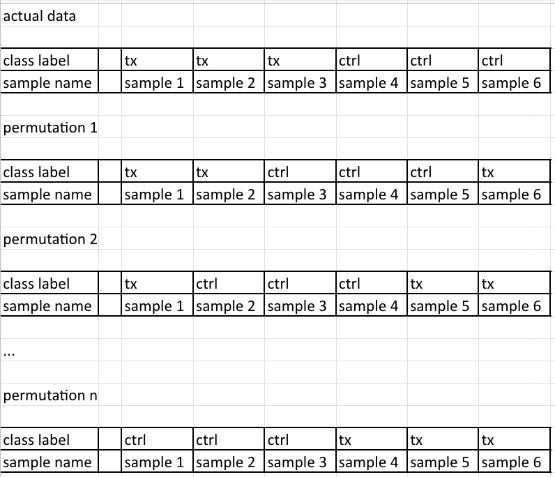 actual data
class label tx tx tx ctrl ctrl ctrl
sample name sample 1 sample 2 sample 3 sample 4 sample 5 sample 6
permutation 1
class label tx tx ctrl ctrl ctrl tx
sample name sample 1 sample 2 sample 3 sample 4 sample 5 sample 6
permutation 2
class label tx ctrl ctrl ctrl tx tx
sample name sample 1 sample 2 sample 3 sample 4 sample 5 sample 6
...
permutation n
class label ctrl ctrl ctrl tx tx tx
sample name sample 1 sample 2 sample 3 sample 4 sample 5 sample 6